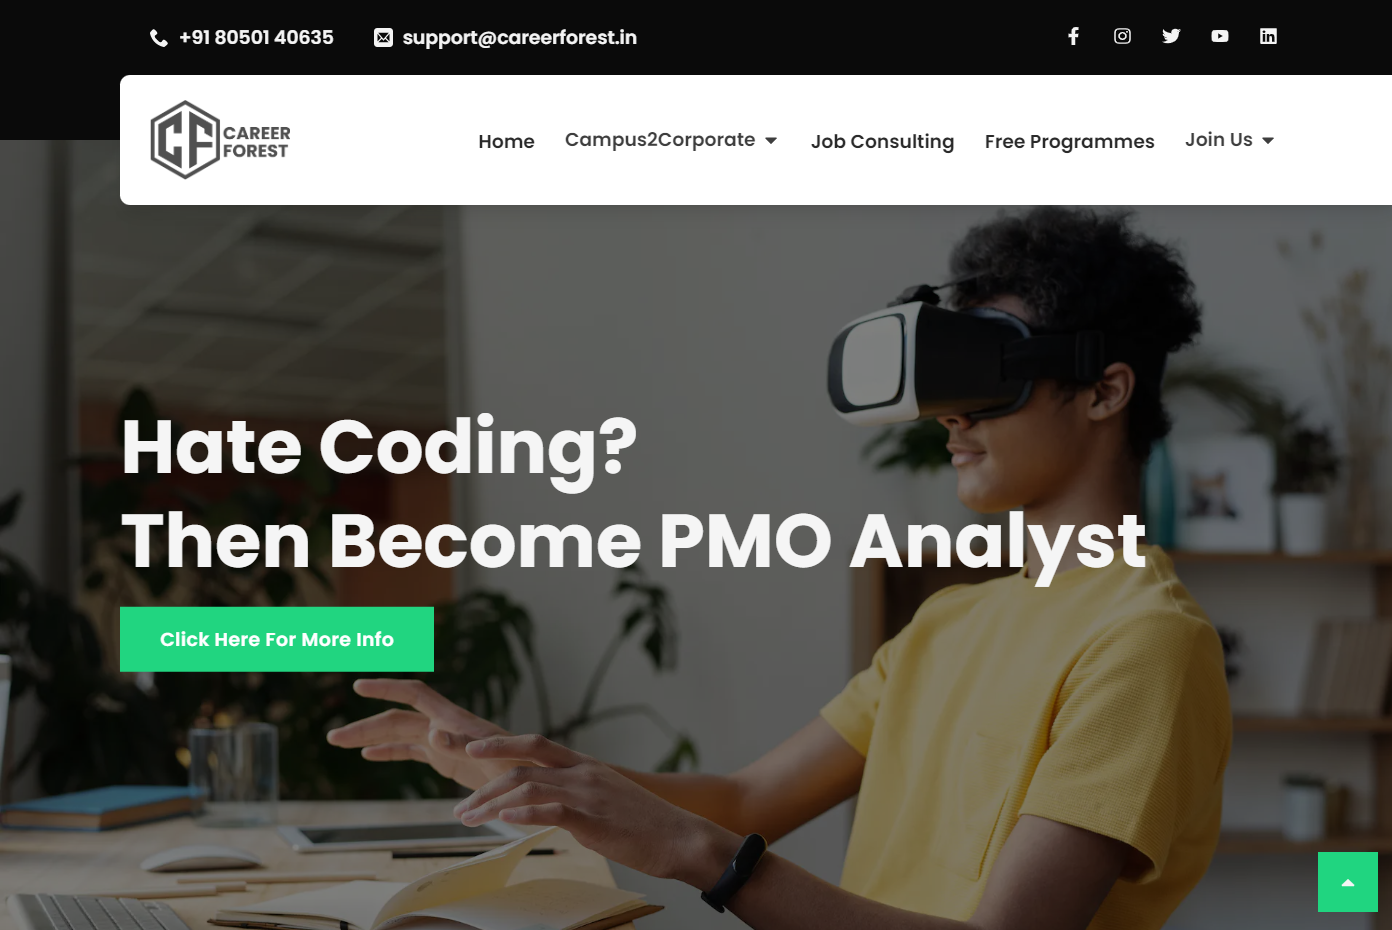 +91 80501 40635
support@careerforest.in
CF
CAREER
FOREST
Home
Campus2Corporate
Job Consulting
Free Programmes
Join Us
Hate Coding?
Then Become PMO Analyst
Click Here For More Info